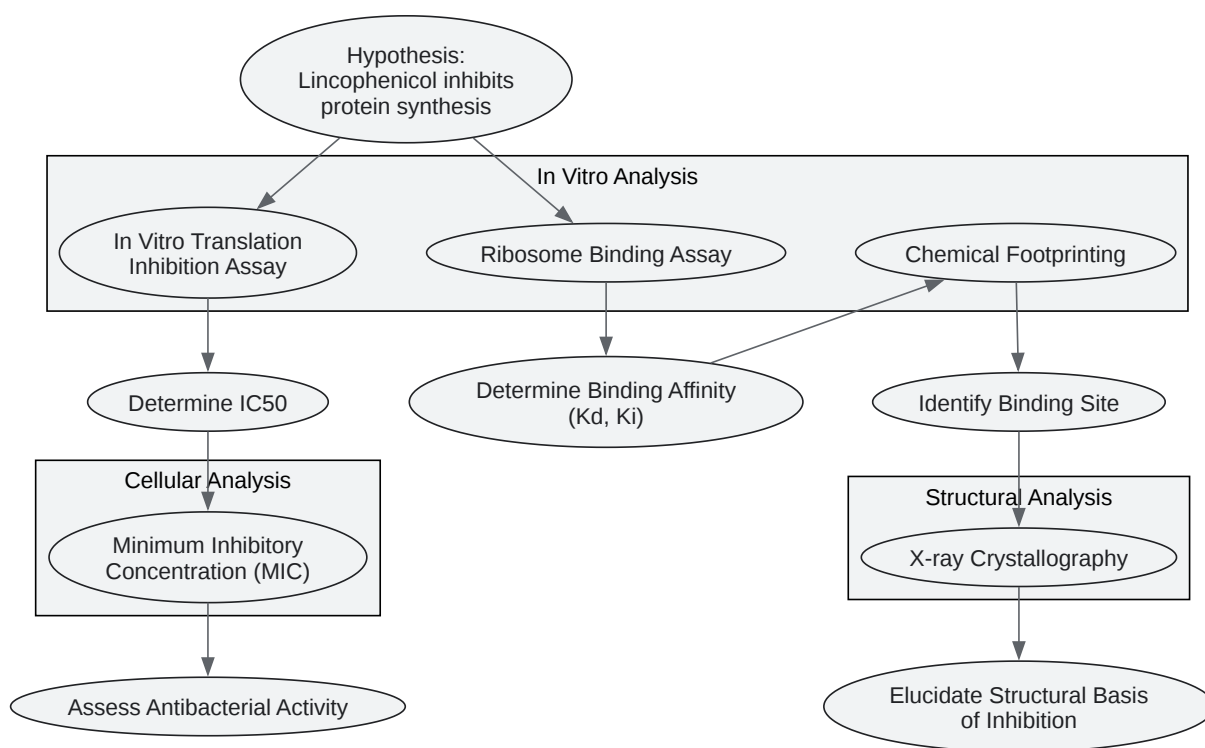 Hypothesis:
Lincophenicol inhibits
protein synthesis
In Vitro Analysis
In Vitro Translation
Inhibition Assay
Ribosome Binding Assay
Chemical Footprinting
Determine IC50
Determine Binding Affinity
(Kd, Ki)
Identify Binding Site
Cellular Analysis
Structural Analysis
Minimum Inhibitory
Concentration (MIC)
X-ray Crystallography
Assess Antibacterial Activity
Elucidate Structural Basis
of Inhibition